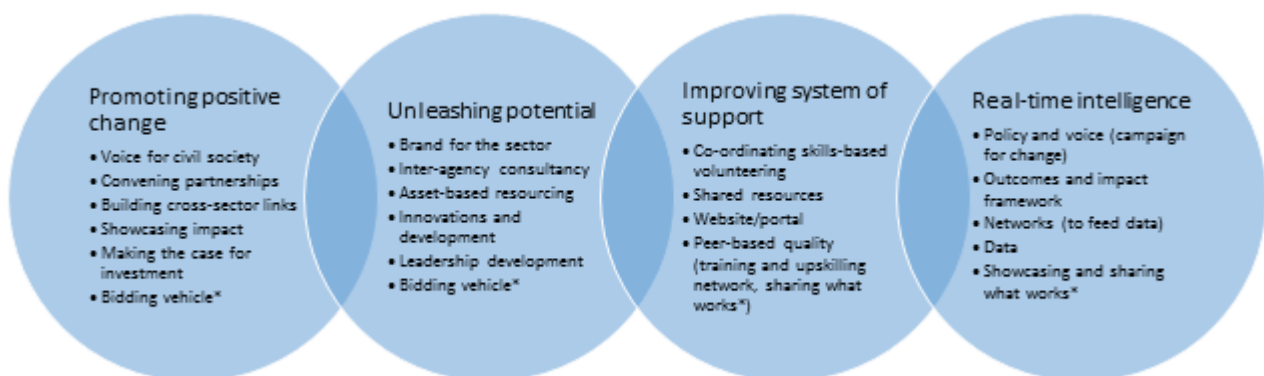 Promoting positive
change
• Voice for civil society
• Convening partnerships
• Building cross-sector links
• Showcasing impact
• Making the case for
investment
• Bidding vehicle*
Unleashing potential
• Brand for the sector
• Inter-agency consultancy
• Asset-based resourcing
• Innovations and
development
• Leadership development
• Bidding vehicle*
Improving system of
support
• Co-ordinating skills-based
volunteering
• Shared resources
• Website/portal
• Peer-based quality
(training and upskilling
network, sharing what
works*)
Real-time intelligence
• Policy and voice (campaign
for change)
• Outcomes and impact
framework
• Networks (to feed data)
• Data
• Showcasing and sharing
what works*